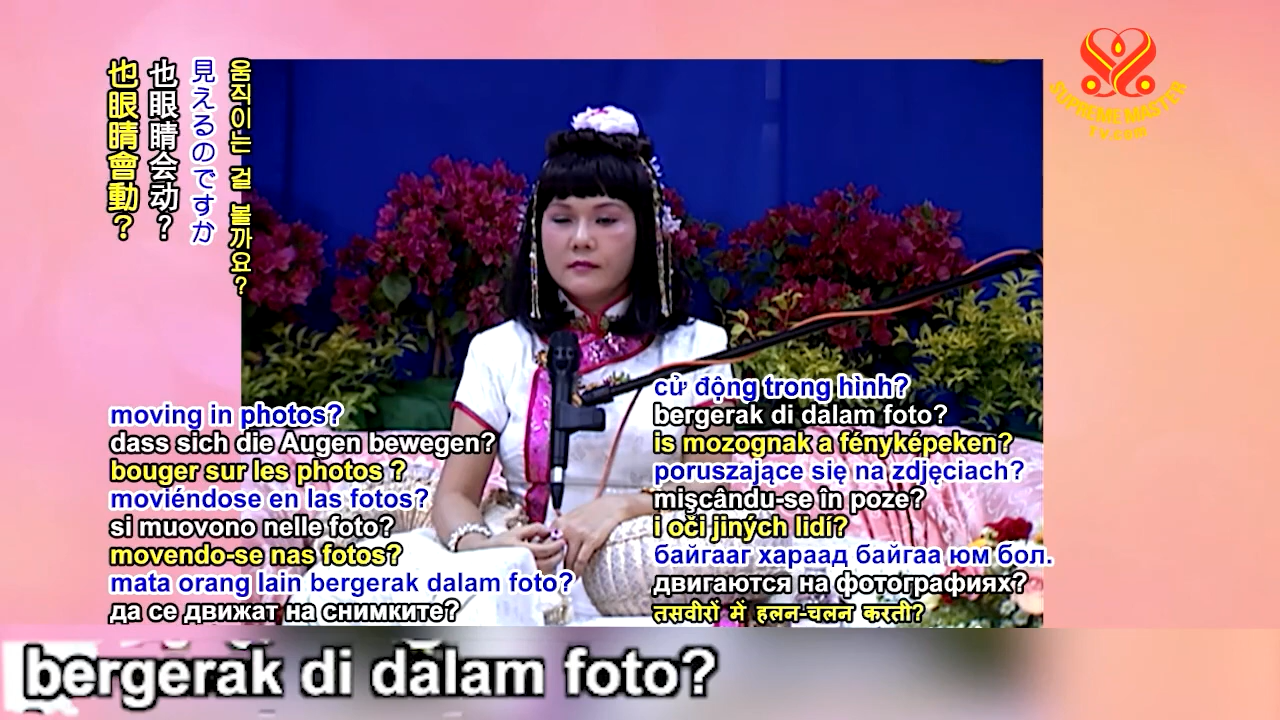 也眼睛會動？
也眼睛会动？
見えるのですか
움직이는 걸 볼까요?
SUPREME MASTER
TV.com
moving in photos?
dass sich die Augen bewegen?
bouger sur les photos ?
moviéndose en las fotos?
si muovono nelle foto?
movendo-se nas fotos?
mata orang lain bergerak dalam foto?
да се движат на снимките?
cử động trong hình?
bergerak di dalam foto?
is mozognak a fényképeken?
poruszające się na zdjęciach?
mişcându-se în poze?
i oči jiných lidí?
байгааг хараад байгаа юм бол.
двигаются на фотографиях?
तसवीरों में हलन-चलन करती?
bergerak di dalam foto?